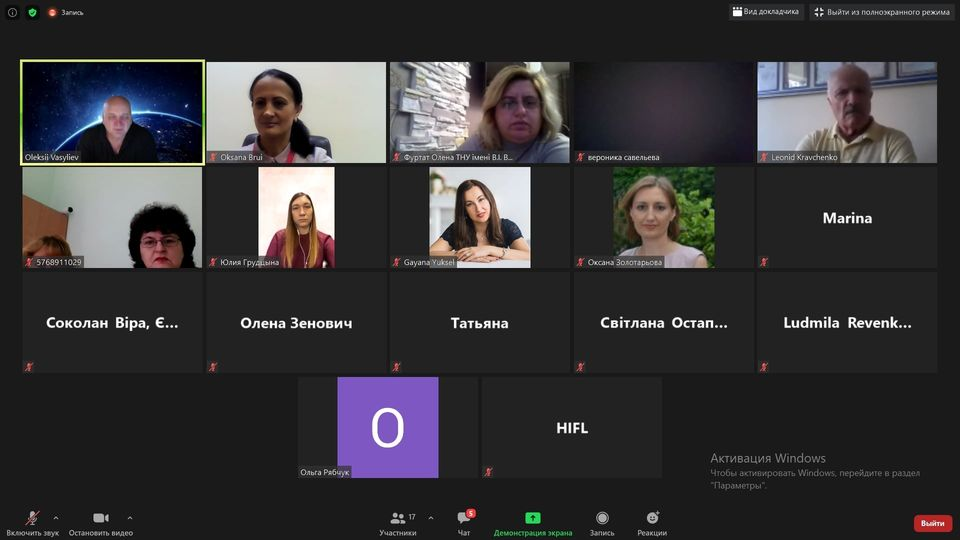 Запись
Вид докладчика
Выйти из полноэкранного режима
Oleksii Vasyliev
Oksana Brui
Фуртат Олена ТНУ імені В.І. В...
вероника савельева
Leonid Kravchenko
5768911029
Юлия Грудцына
Gayana Yüksel
Оксана Золотарьова
Marina
Соколан Віра, Є...
Олена Зенович
Татьяна
Світлана Остап...
Ludmila Revenk...
О
Ольга Рябчук
HIFL
Активация Windows
Чтобы активировать Windows, перейдите в раздел
"Параметры".
Включить звук
Остановить видео
17
Участники
5
Чат
Демонстрация экрана
Запись
Реакции
Выйти